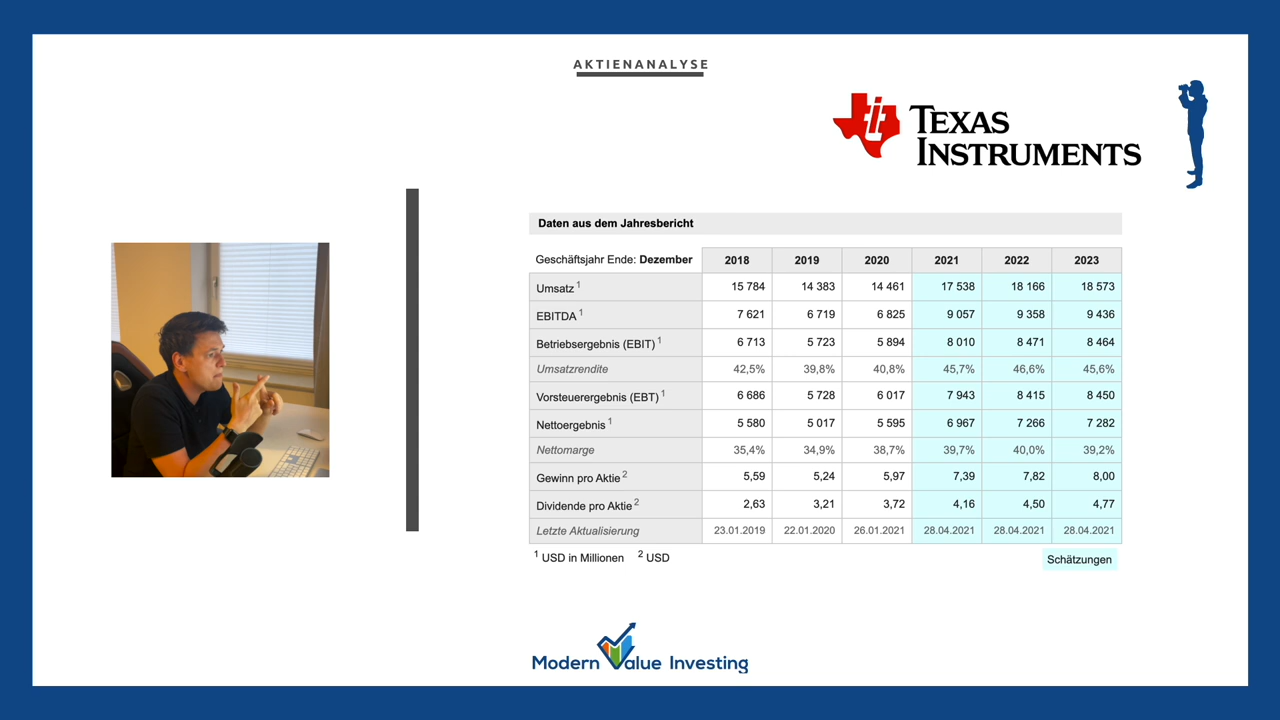 AKTIENANALYSE
TEXAS
INSTRUMENTS
Daten aus dem Jahresbericht
Geschäftsjahr Ende: Dezember 2018 2019 2020 2021 2022 2023
Umsatz 1 15 784 14 383 14 461 17 538 18 166 18 573
EBITDA 1 7 621 6 719 6 825 9 057 9 358 9 436
Betriebsergebnis (EBIT) 1 6 713 5 723 5 894 8 010 8 471 8 464
Umsatzrendite 42,5% 39,8% 40,8% 45,7% 46,6% 45,6%
Vorsteuerergebnis (EBT) 1 6 686 5 728 6 017 7 943 8 415 8 450
Nettoergebnis 1 5 580 5 017 5 595 6 967 7 266 7 282
Nettomarge 35,4% 34,9% 38,7% 39,7% 40,0% 39,2%
Gewinn pro Aktie 2 5,59 5,24 5,97 7,39 7,82 8,00
Dividende pro Aktie 2 2,63 3,21 3,72 4,16 4,50 4,77
Letzte Aktualisierung 23.01.2019 22.01.2020 26.01.2021 28.04.2021 28.04.2021 28.04.2021
1 USD in Millionen 2 USD Schätzungen
Modern Value Investing